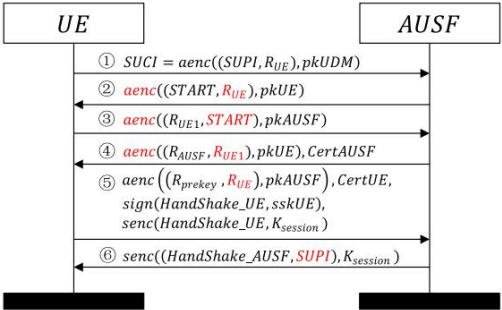 UE
AUSF
① SUCI = aenc((SUPI, R_UE), pkUDM)
② aenc((START, R_UE), pkUE)
③ aenc((R_UE1, START), pkAUSF)
④ aenc((R_AUSF, R_UE1), pkUE), CertAUSF
⑤ aenc((R_prekey, R_UE), pkAUSF), CertUE,
sign(HandShake_UE, sskUE),
senc(HandShake_UE, K_session)
⑥ senc((HandShake_AUSF, SUPI), K_session)